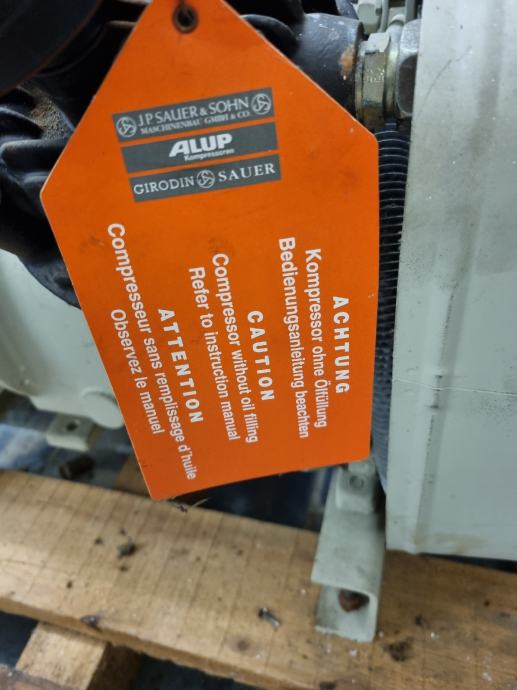 J.P. SAUER & SOHN
MASCHINENBAU GMBH & CO.
ALUP
Kompressoren
GIRODIN SAUER
ACHTUNG
Kompressor ohne Ölfüllung
Bedienungsanleitung beachten
CAUTION
Compressor without oil filling
Refer to instruction manual
ATTENTION
Compresseur sans remplissage d'huile
Observez le manuel